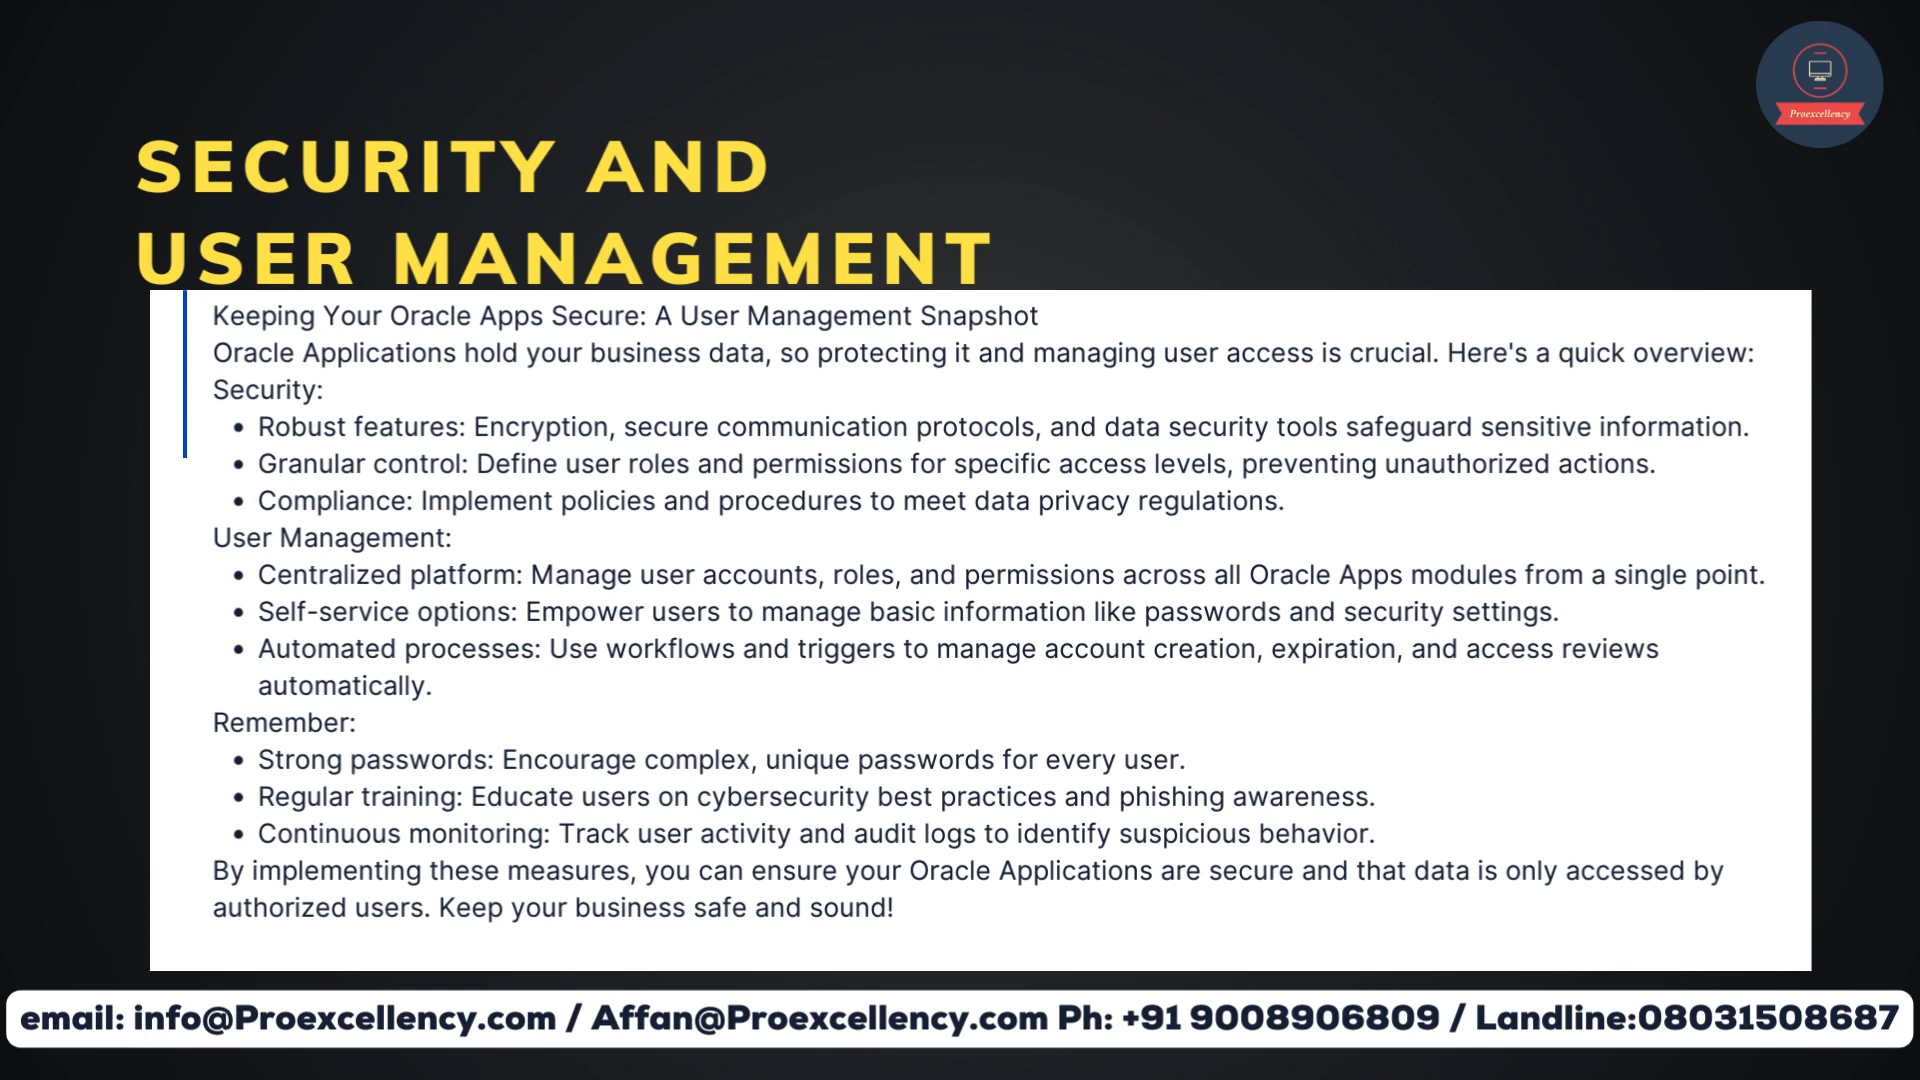 Proexcellency
SECURITY AND
USER MANAGEMENT
Keeping Your Oracle Apps Secure: A User Management Snapshot
Oracle Applications hold your business data, so protecting it and managing user access is crucial. Here's a quick overview:
Security:
• Robust features: Encryption, secure communication protocols, and data security tools safeguard sensitive information.
• Granular control: Define user roles and permissions for specific access levels, preventing unauthorized actions.
• Compliance: Implement policies and procedures to meet data privacy regulations.
User Management:
• Centralized platform: Manage user accounts, roles, and permissions across all Oracle Apps modules from a single point.
• Self-service options: Empower users to manage basic information like passwords and security settings.
• Automated processes: Use workflows and triggers to manage account creation, expiration, and access reviews
automatically.
Remember:
• Strong passwords: Encourage complex, unique passwords for every user.
• Regular training: Educate users on cybersecurity best practices and phishing awareness.
• Continuous monitoring: Track user activity and audit logs to identify suspicious behavior.
By implementing these measures, you can ensure your Oracle Applications are secure and that data is only accessed by
authorized users. Keep your business safe and sound!
email: info@Proexcellency.com / Affan@Proexcellency.com Ph: +91 9008906809 / Landline:08031508687